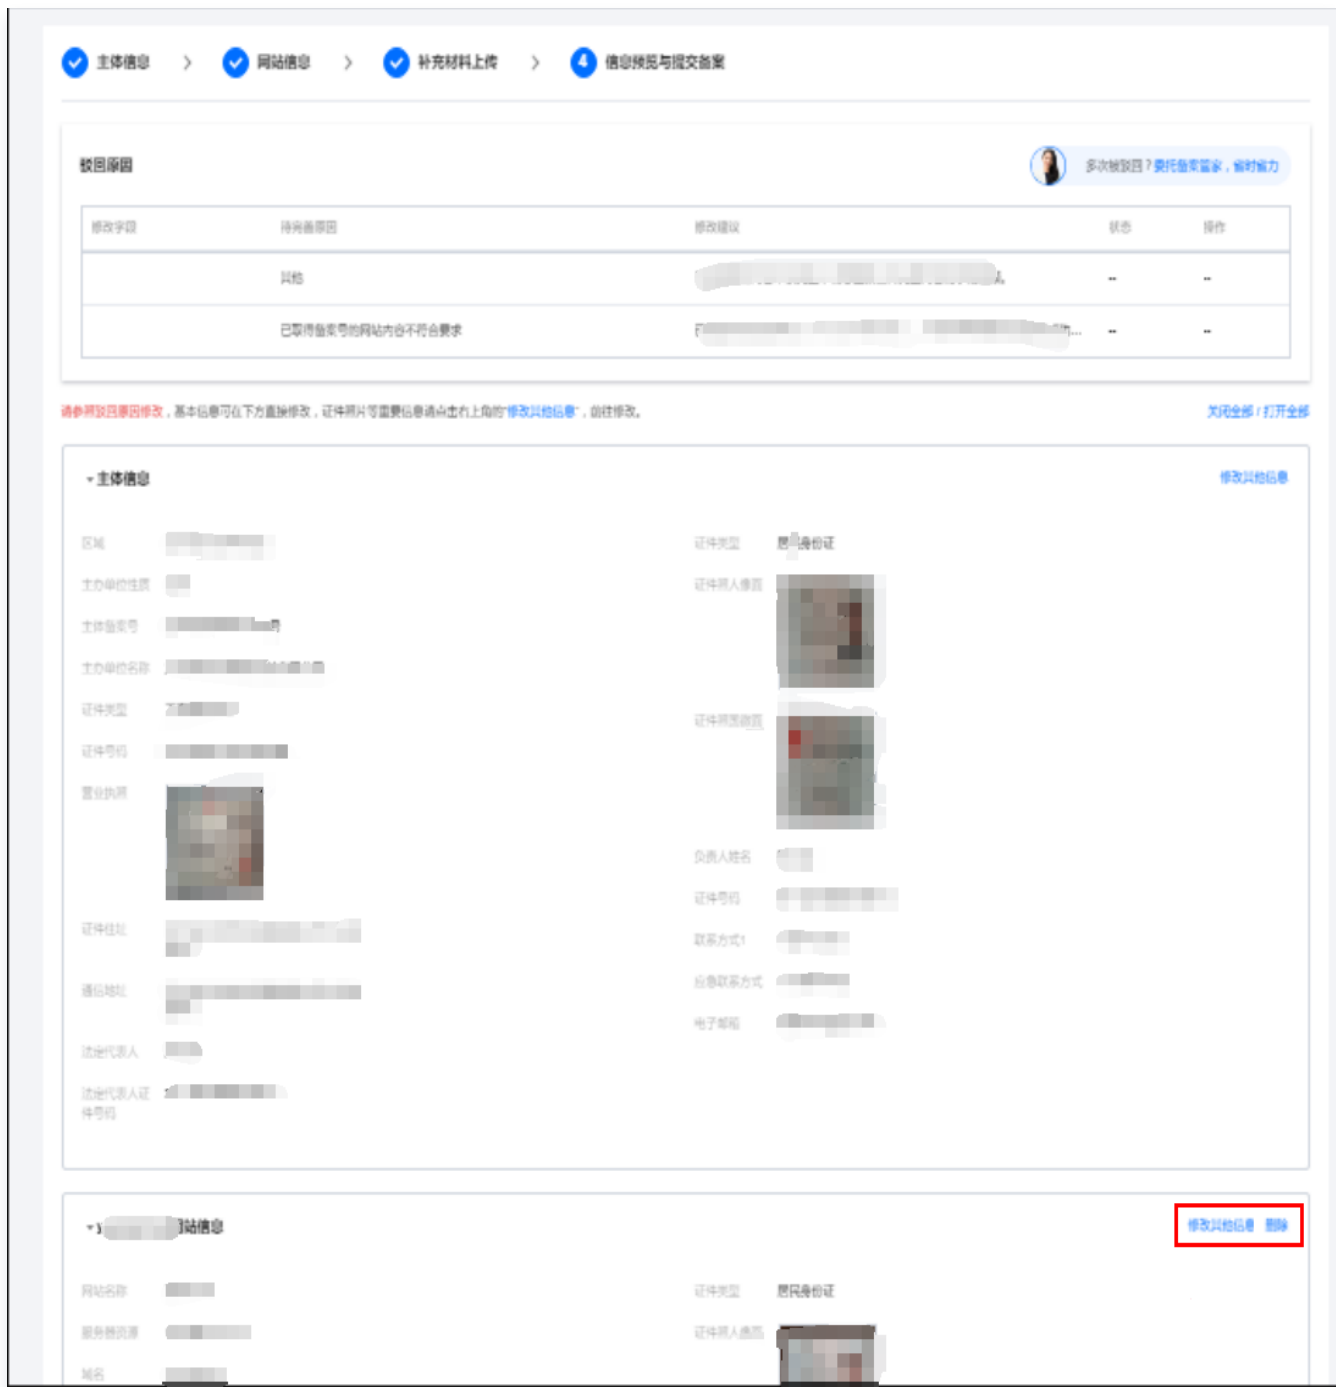 主体信息 > 网站信息 > 补充材料上传 > 4 信息预览与提交备案
驳回原因
多次被驳回？委托备案管家，省时省力
修改字段 待完善原因 修改建议 状态 操作
其他 -- --
已取得备案号的网站内容不符合要求 ... -- --
请参照驳回原因修改，基本信息可在下方直接修改，证件照片等重要信息请点击右上角的"修改其他信息"，前往修改。
关闭全部 / 打开全部
主体信息
修改其他信息
区域
主办单位性质
主体备案号 号
主办单位名称
证件类型
证件号码
营业执照
证件住址
通信地址
法定代表人
法定代表人证
件号码
证件类型 居民身份证
证件照人像面
证件照国徽面
负责人姓名
证件号码
联系方式1
应急联系方式
电子邮箱
网站信息
修改其他信息 删除
网站名称
服务器资源
域名
证件类型 居民身份证
证件照人像面